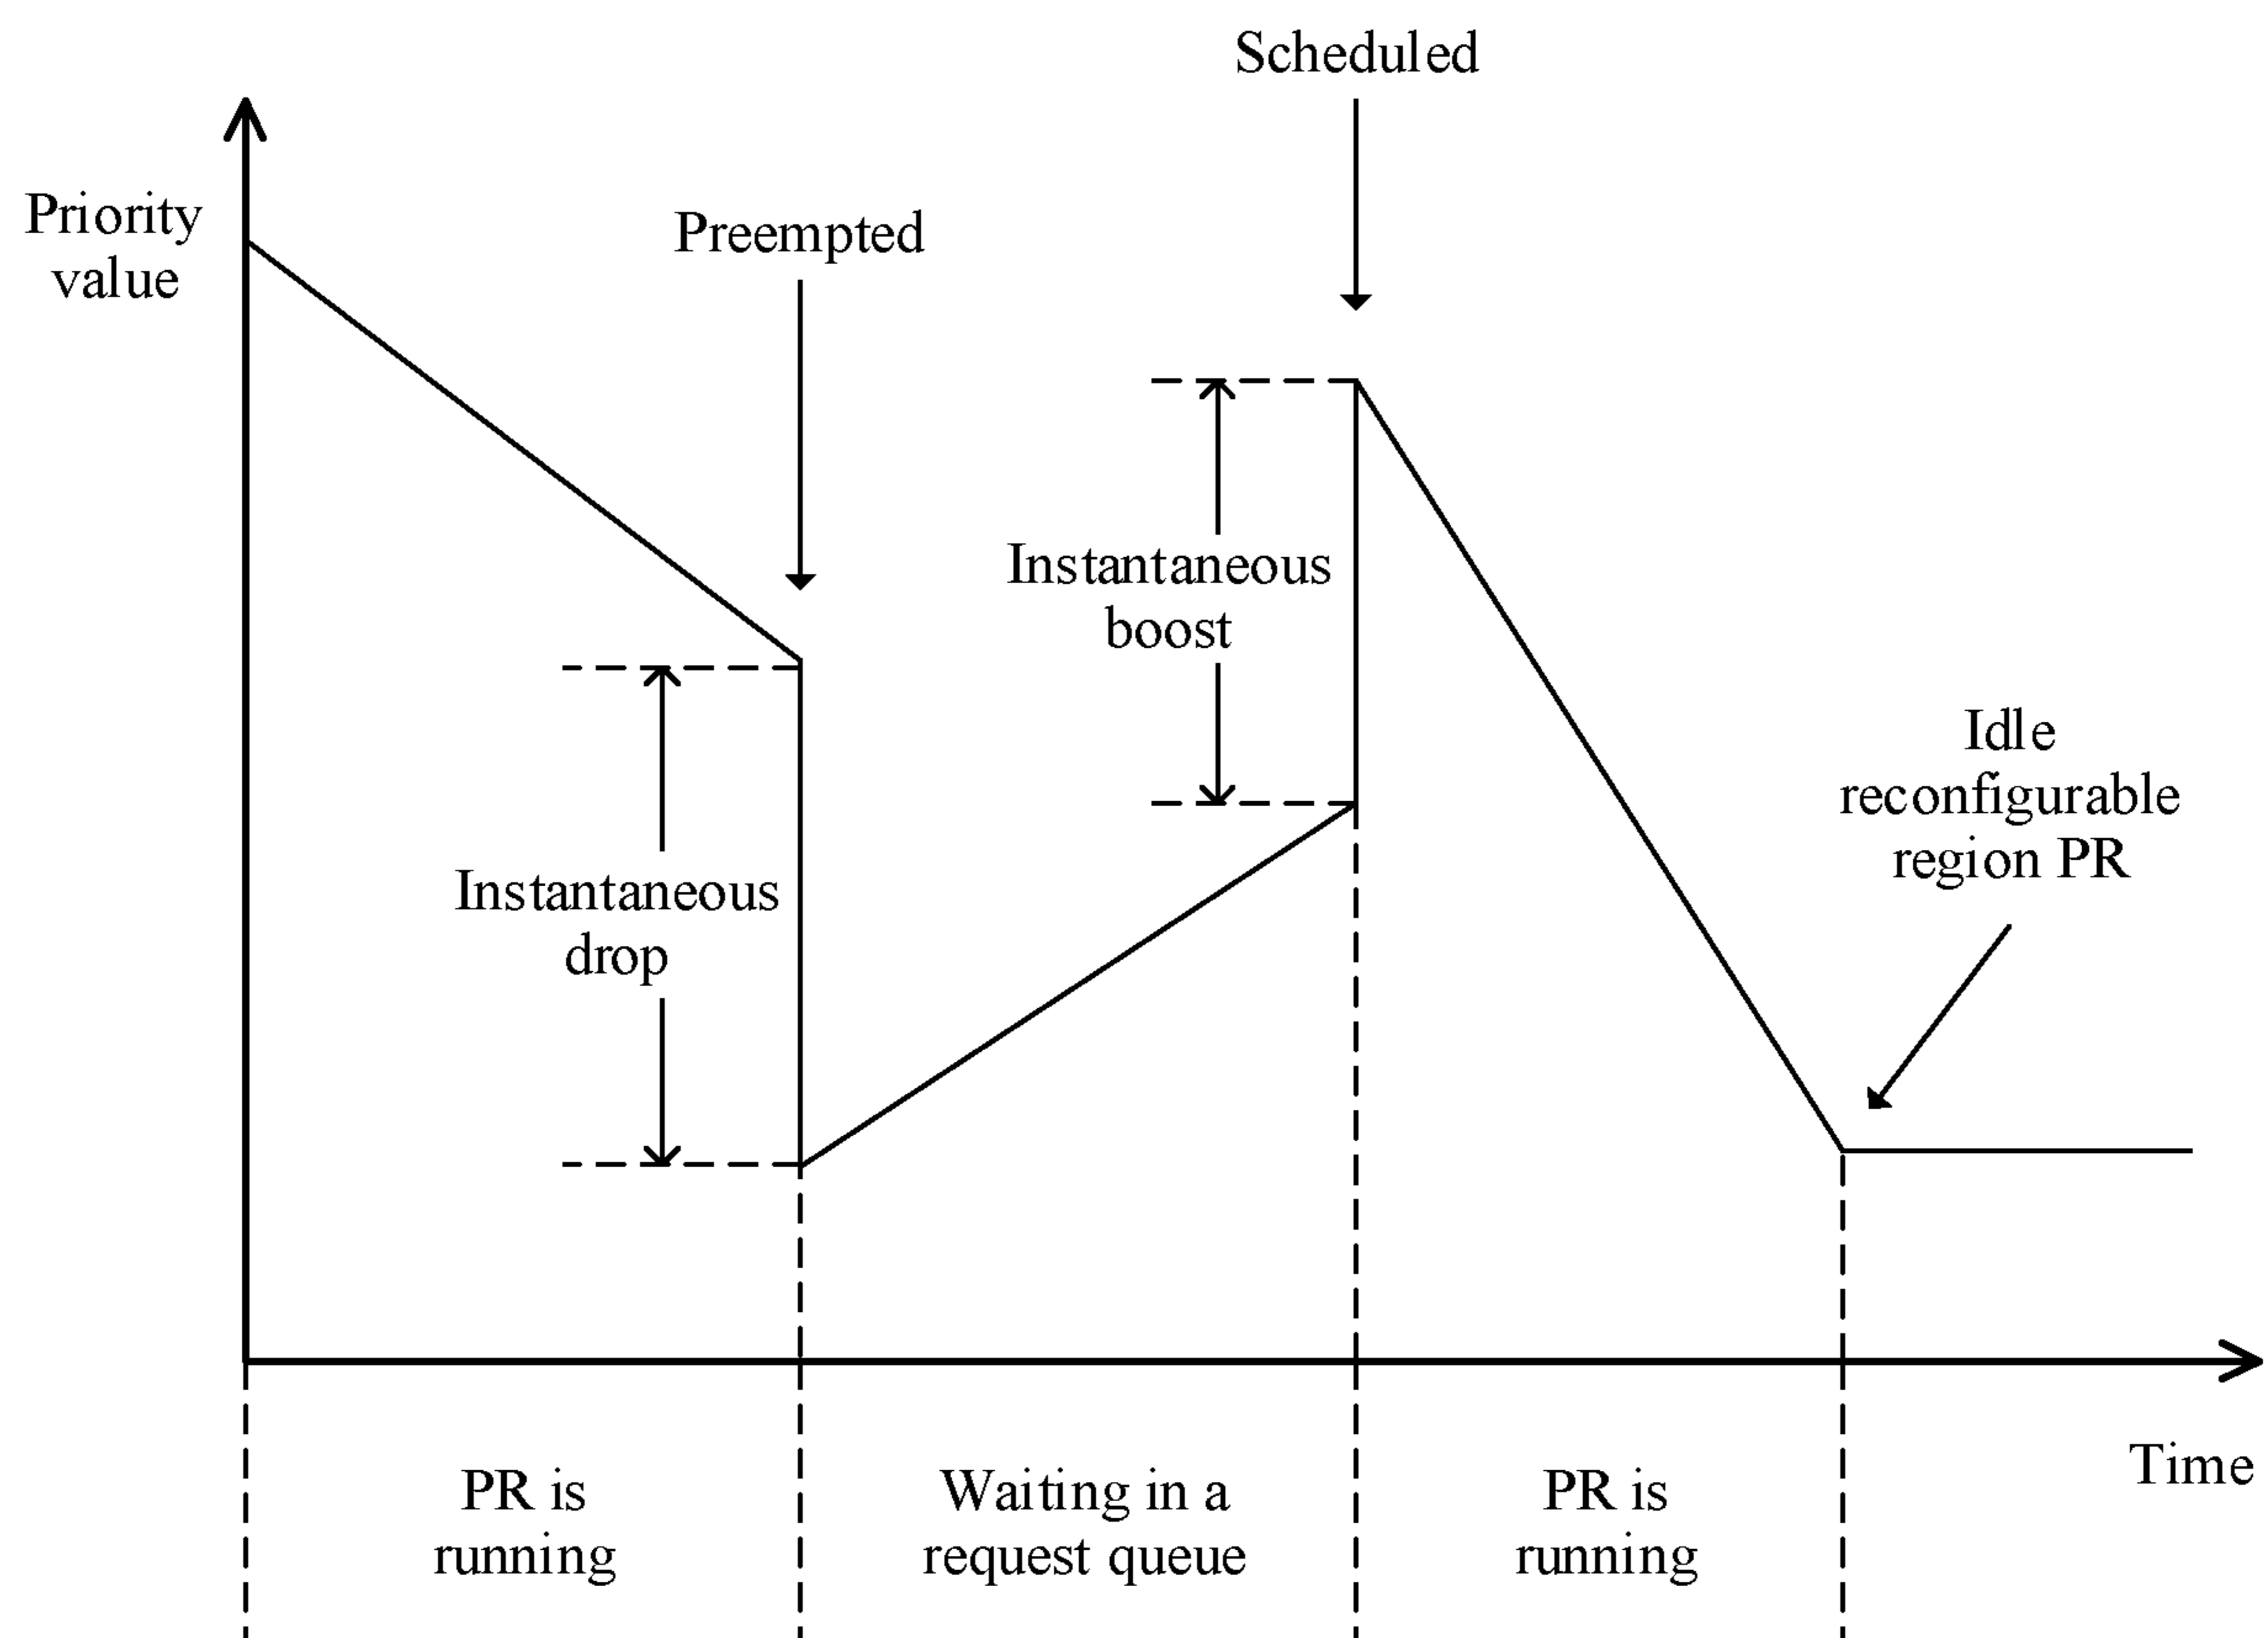 Scheduled
Priority
value
Preempted
Instantaneous
boost
Idle
reconfigurable
region PR
Instantaneous
drop
Time
PR is
running
Waiting in a
request queue
PR is
running